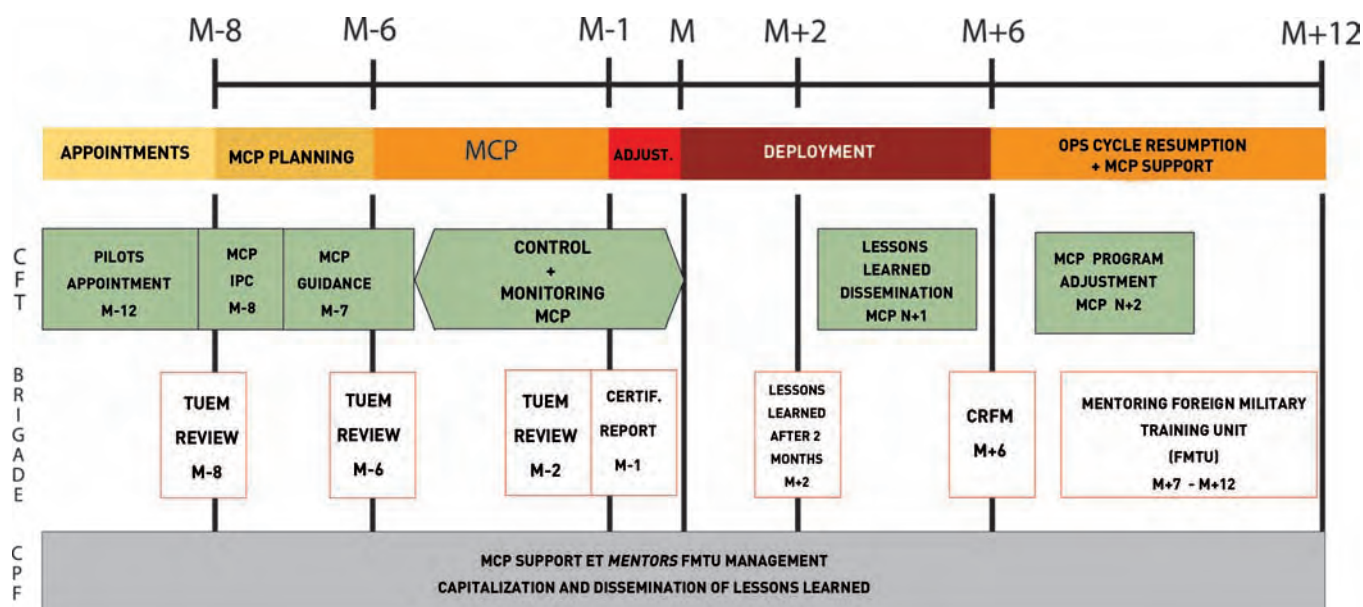 M-8 M-6 M-1 M M+2 M+6 M+12
APPOINTMENTS
MCP PLANNING
MCP
ADJUST.
DEPLOYMENT
OPS CYCLE RESUMPTION
+ MCP SUPPORT
CFT
PILOTS
APPOINTMENT
M-12
MCP
IPC
M-8
MCP
GUIDANCE
M-7
CONTROL
+
MONITORING
MCP
LESSONS
LEARNED
DISSEMINATION
MCP N+1
MCP PROGRAM
ADJUSTMENT
MCP N+2
BRIGADE
TUEM
REVIEW
M-8
TUEM
REVIEW
M-6
TUEM
REVIEW
M-2
CERTIF.
REPORT
M-1
LESSONS
LEARNED
AFTER 2
MONTHS
M+2
CRFM
M+6
MENTORING FOREIGN MILITARY
TRAINING UNIT
(FMTU)
M+7 - M+12
CPF
MCP SUPPORT ET MENTORS FMTU MANAGEMENT
CAPITALIZATION AND DISSEMINATION OF LESSONS LEARNED